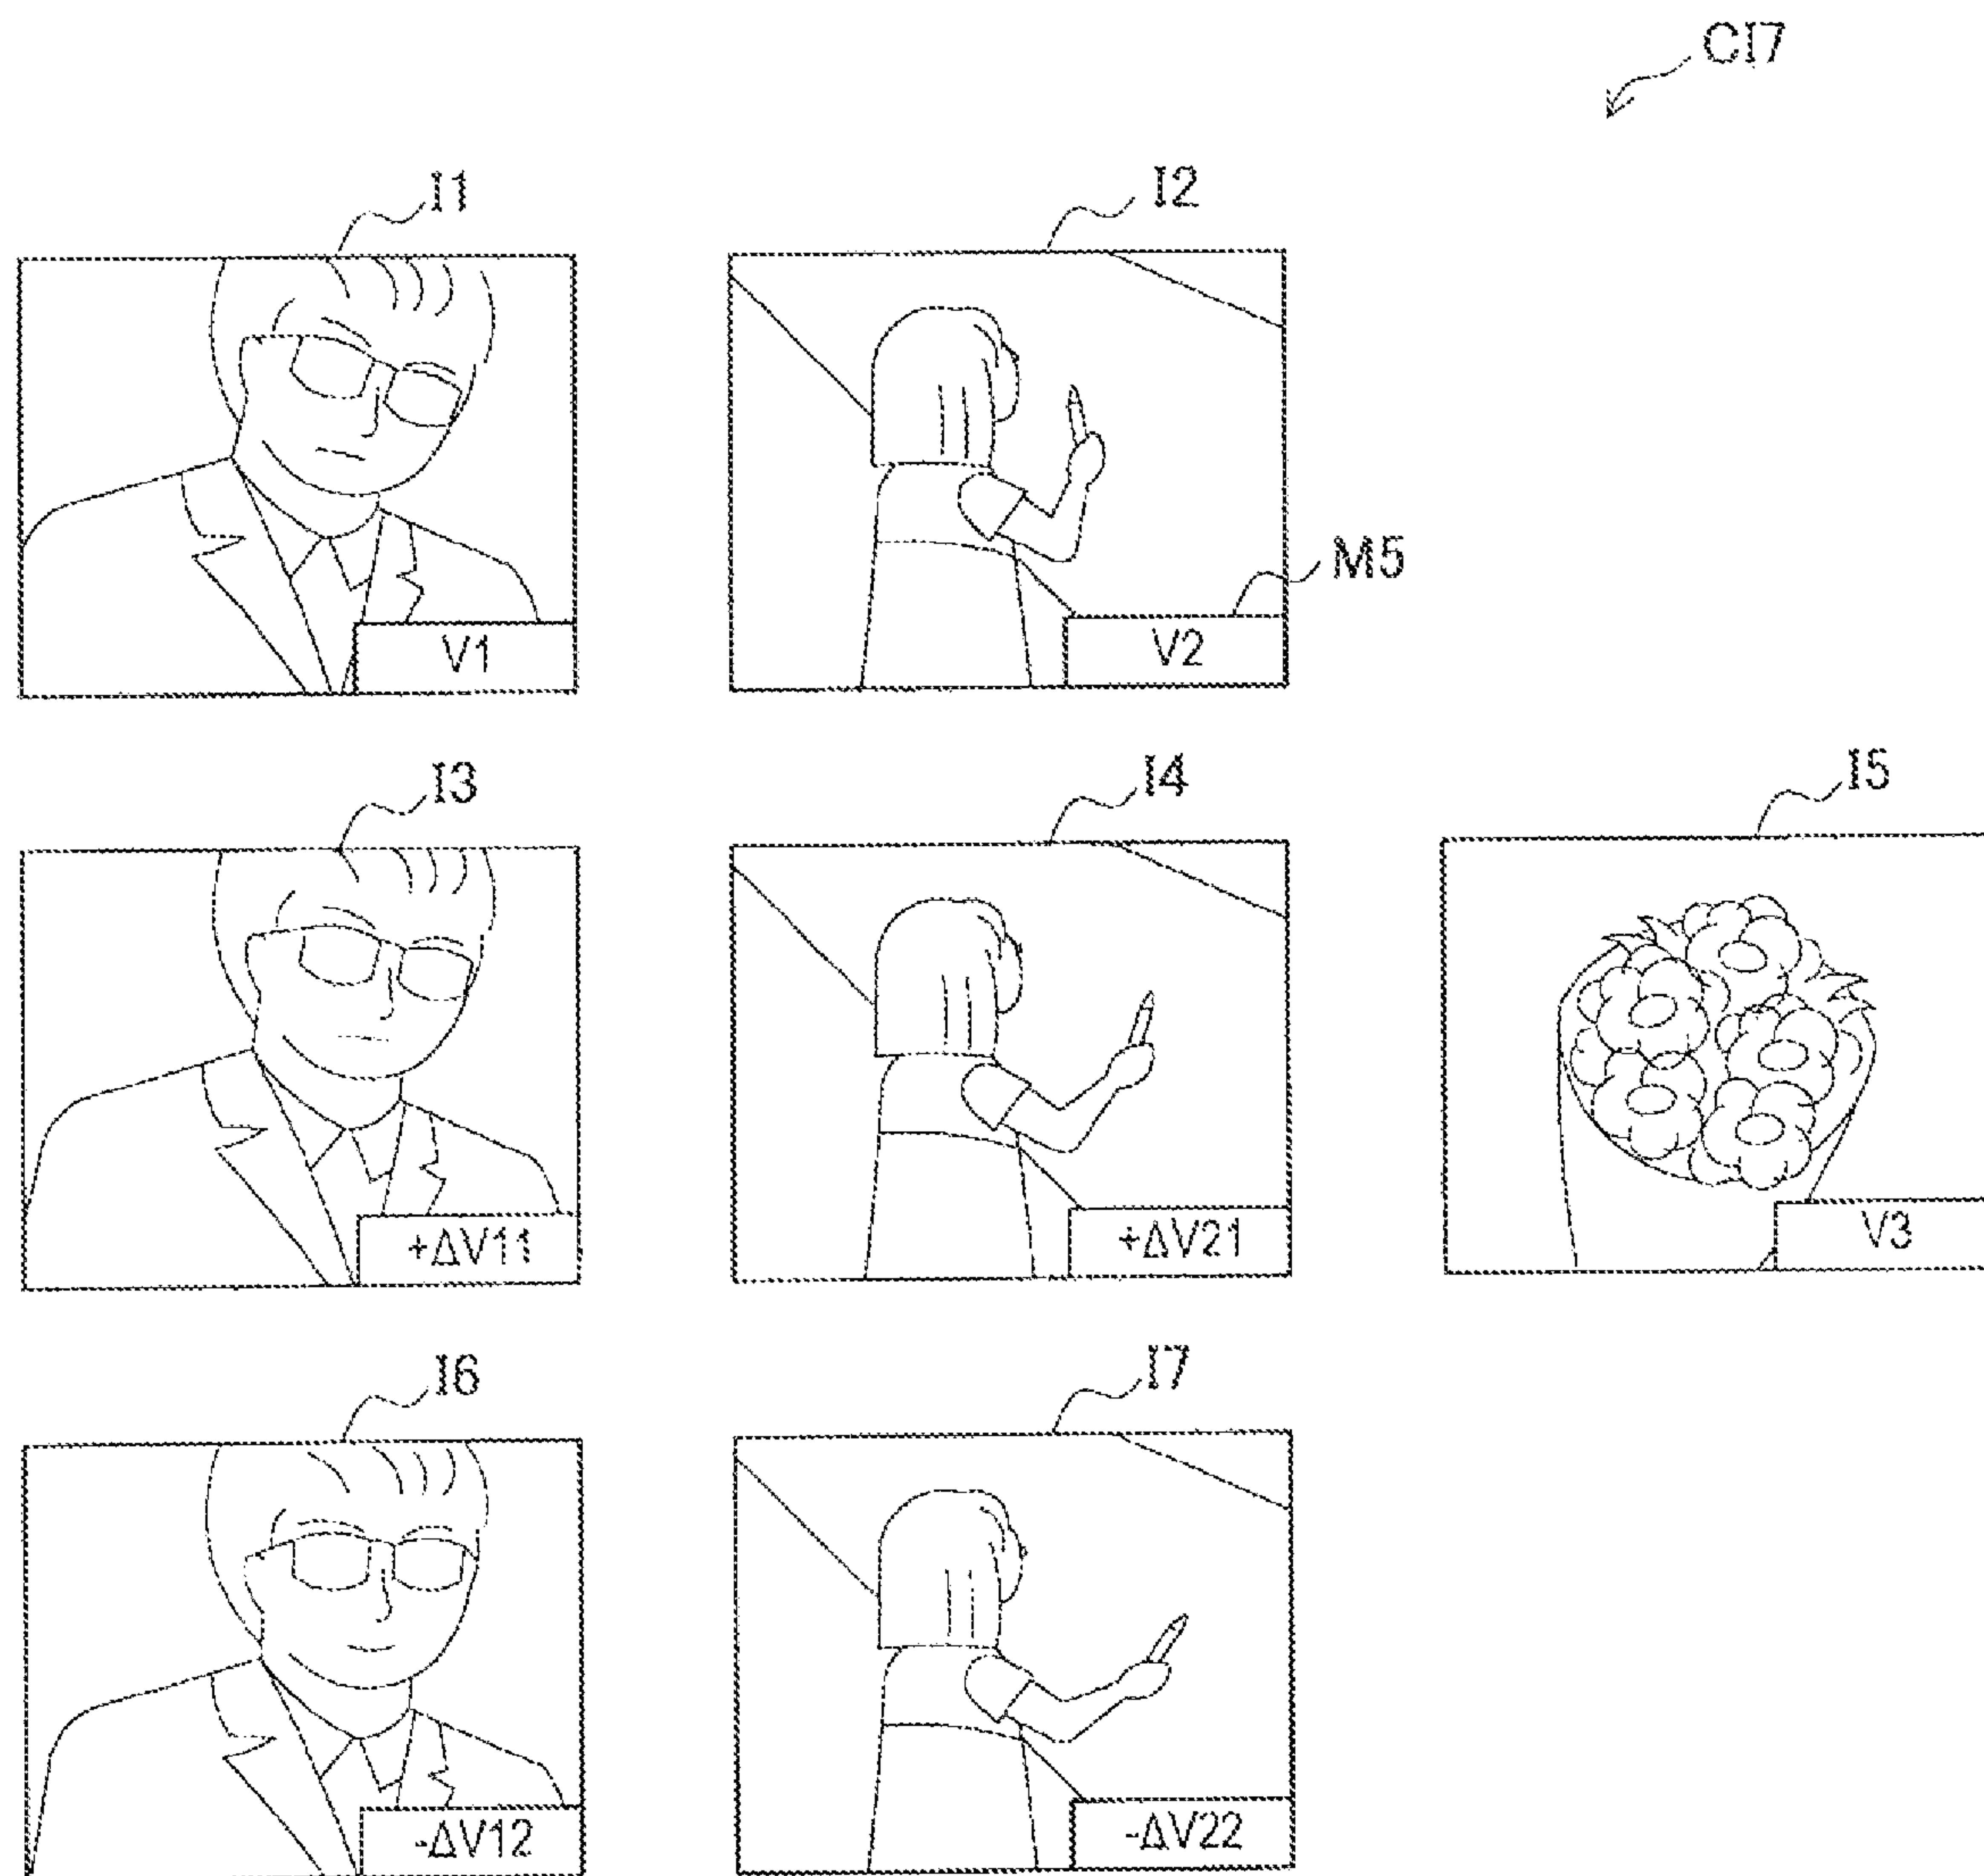 CI7
I1
I2
V1
V2
M5
I3
I4
I5
+ΔV11
+ΔV21
V3
I6
I7
-ΔV12
-ΔV22